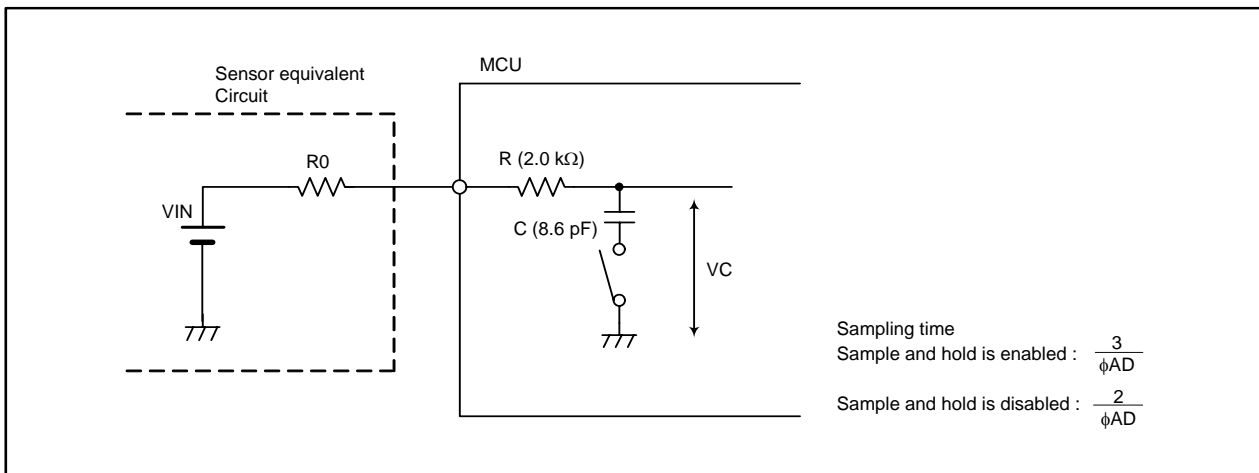 Sensor equivalent
Circuit
MCU
R0
R (2.0 kΩ)
VIN
C (8.6 pF)
VC
Sampling time
Sample and hold is enabled : 3
ϕAD
Sample and hold is disabled : 2
ϕAD